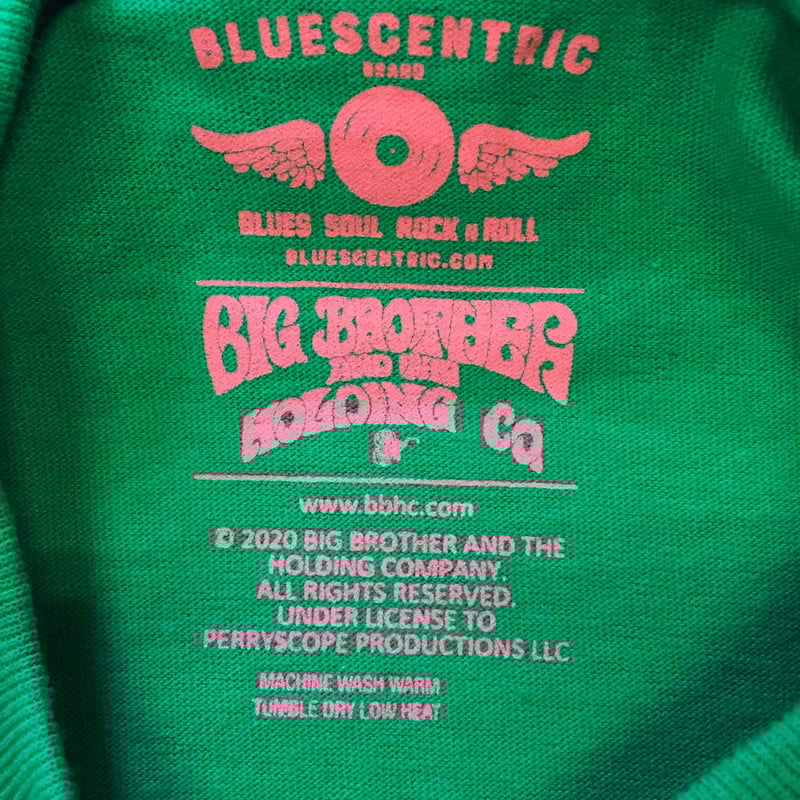 BLUESCENTRIC
BRAND
BLUES SOUL ROCK N ROLL
BLUESCENTRIC.COM
BIG BROTHER
AND THE
HOLDING CO
www.bbhc.com
© 2020 BIG BROTHER AND THE
HOLDING COMPANY.
ALL RIGHTS RESERVED.
UNDER LICENSE TO
PERRYSCOPE PRODUCTIONS LLC
MACHINE WASH WARM
TUMBLE DRY LOW HEAT